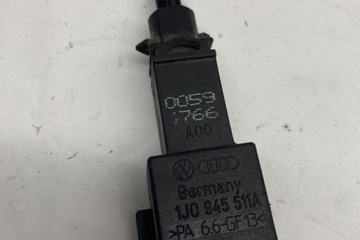 0059
1766
A00
Germany
1J0 945 511A
>PA 6.6-GF13<